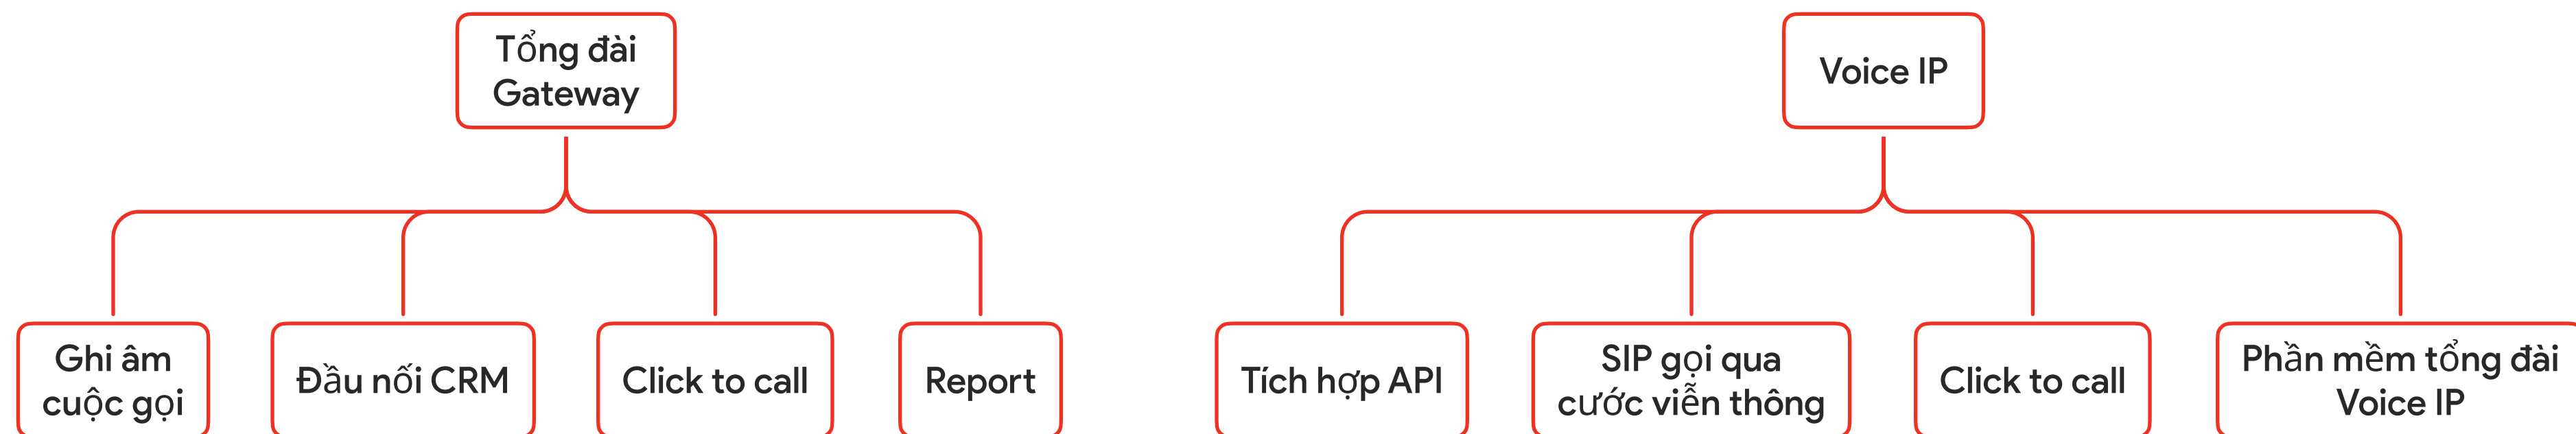 Tổng đài
Gateway
Voice IP
Ghi âm
cuộc gọi
Đầu nối CRM
Click to call
Report
Tích hợp API
SIP gọi qua
cước viễn thông
Click to call
Phần mềm tổng đài
Voice IP